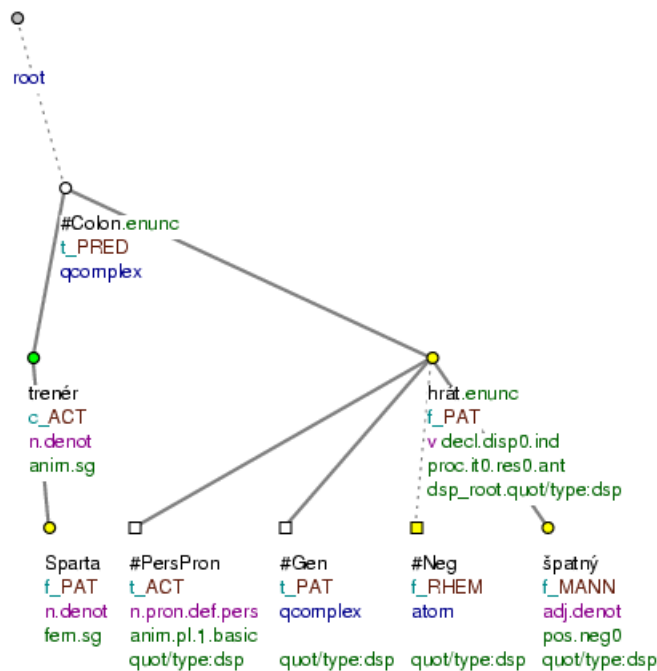 root
#Colon.enunc
t_PRED
qcomplex
trenér
c_ACT
n.denot
anim.sg
hrát.enunc
f_PAT
v decl.disp0.ind
proc.it0.res0.ant
dsp_root.quot/type:dsp
Sparta
f_PAT
n.denot
fem.sg
#PersPron
t_ACT
n.pron.def.pers
anim.pl.1.basic
quot/type:dsp
#Gen
t_PAT
qcomplex
quot/type:dsp
#Neg
f_RHEM
atom
quot/type:dsp
špatný
f_MANN
adj.denot
pos.neg0
quot/type:dsp